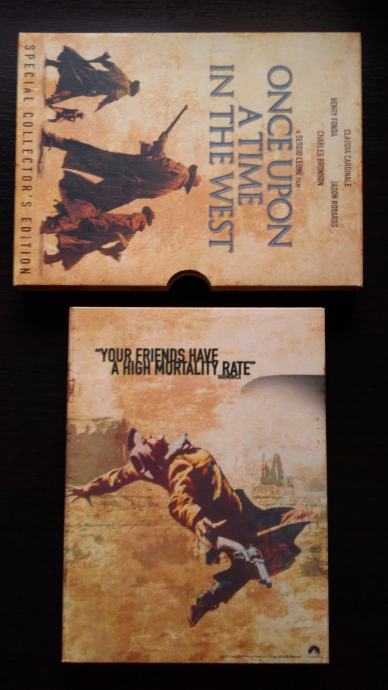 CLAUDIA CARDINALE
HENRY FONDA JASON ROBARDS
CHARLES BRONSON
A SERGIO LEONE FILM
ONCE UPON
A TIME
IN THE WEST
SPECIAL COLLECTOR'S EDITION
"YOUR FRIENDS HAVE
A HIGH MORTALITY RATE"